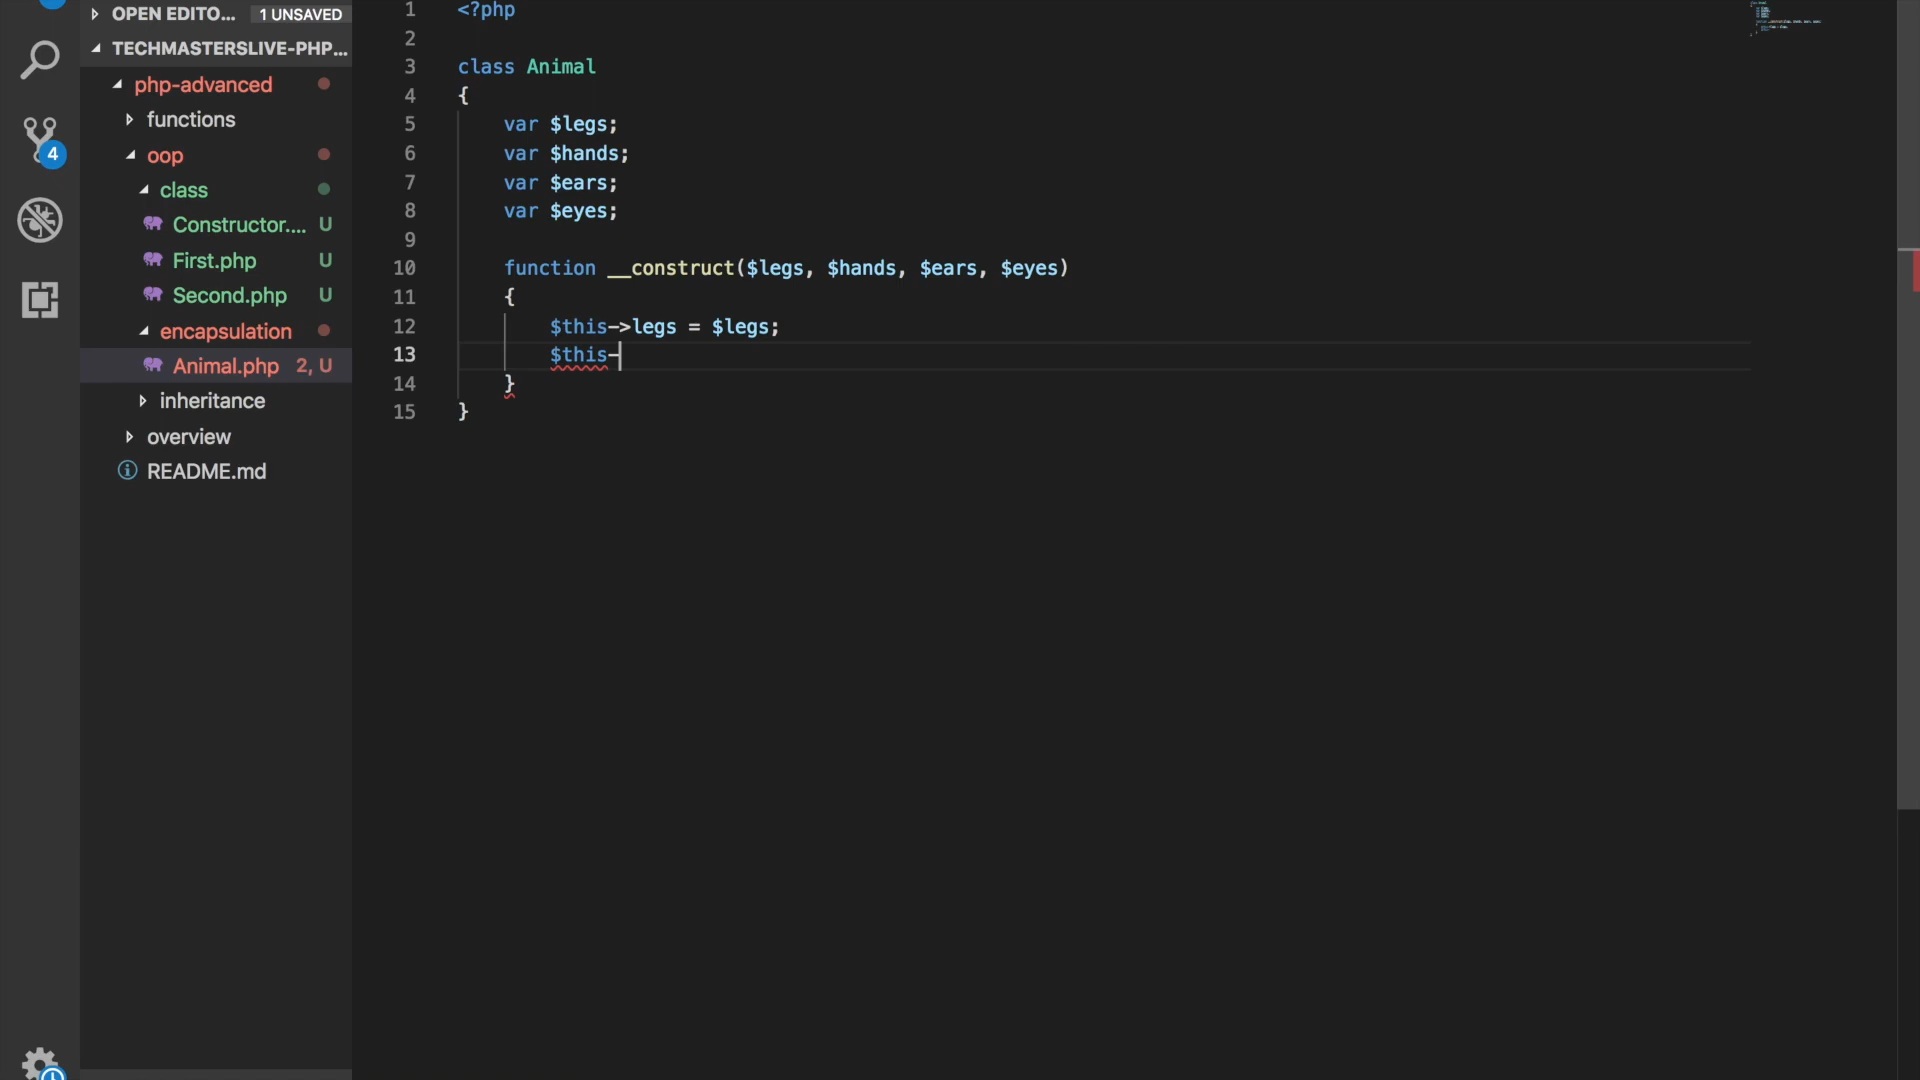 OPEN EDITO... 1 UNSAVED
TECHMASTERSLIVE-PHP...
php-advanced
functions
oop
class
Constructor.... U
First.php U
Second.php U
encapsulation
Animal.php 2, U
inheritance
overview
README.md
4
1 <?php
2
3 class Animal
4 {
5 var $legs;
6 var $hands;
7 var $ears;
8 var $eyes;
9
10 function __construct($legs, $hands, $ears, $eyes)
11 {
12 $this->legs = $legs;
13 $this-
14 }
15 }